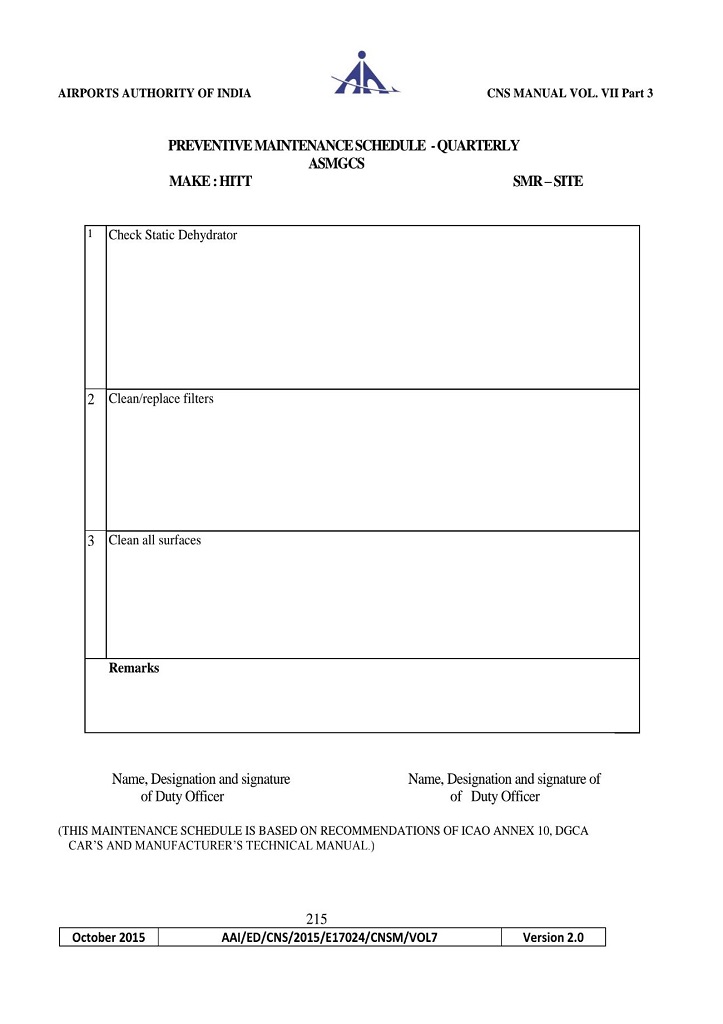 AIRPORTS AUTHORITY OF INDIA CNS MANUAL VOL. VII Part 3
PREVENTIVE MAINTENANCE SCHEDULE - QUARTERLY
ASMGCS
MAKE : HITT SMR – SITE
1 Check Static Dehydrator
2 Clean/replace filters
3 Clean all surfaces
Remarks
Name, Designation and signature Name, Designation and signature of
of Duty Officer of Duty Officer
(THIS MAINTENANCE SCHEDULE IS BASED ON RECOMMENDATIONS OF ICAO ANNEX 10, DGCA
CAR’S AND MANUFACTURER’S TECHNICAL MANUAL.)
215
October 2015 AAI/ED/CNS/2015/E17024/CNSM/VOL7 Version 2.0